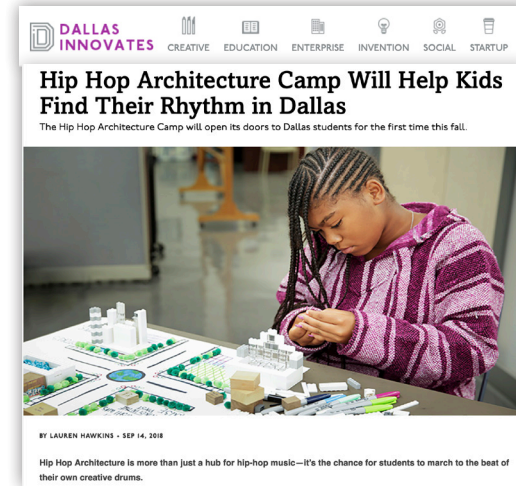 DALLAS
INNOVATES
CREATIVE EDUCATION ENTERPRISE INVENTION SOCIAL STARTUP
Hip Hop Architecture Camp Will Help Kids
Find Their Rhythm in Dallas
The Hip Hop Architecture Camp will open its doors to Dallas students for the first time this fall.
BY LAUREN HAWKINS • SEP 14, 2018
Hip Hop Architecture is more than just a hub for hip-hop music—it's the chance for students to march to the beat of
their own creative drums.